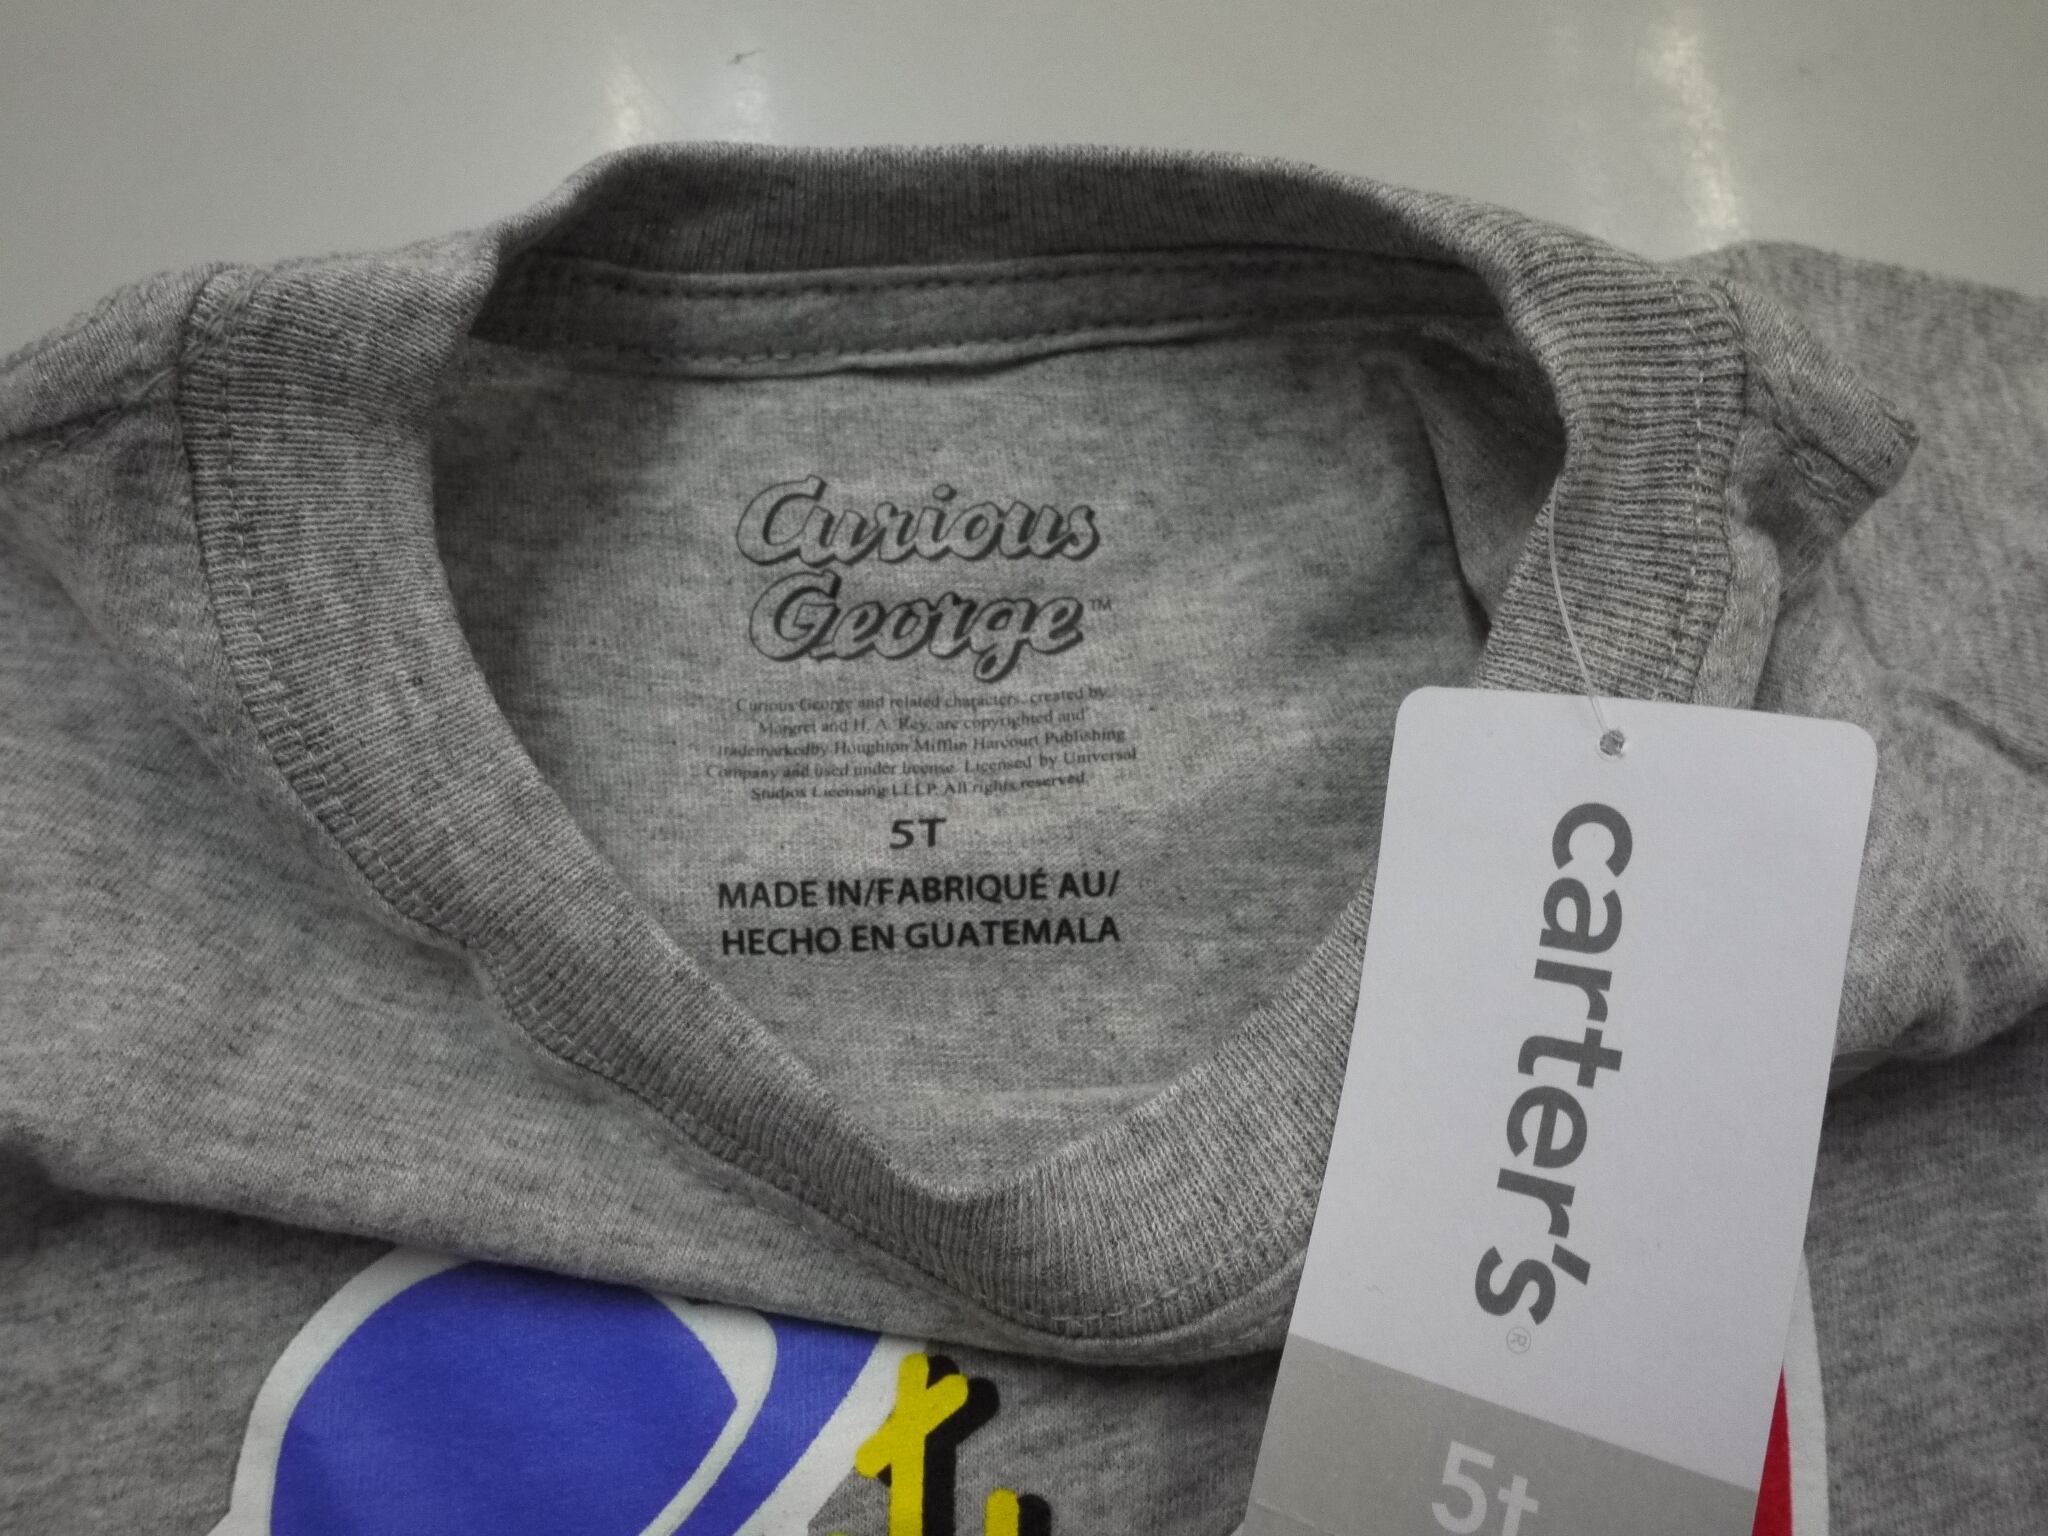 Curious
George™
Curious George and related characters, created by
Margret and H. A. Rey, are copyrighted and
trademarkedby Houghton Mifflin Harcourt Publishing
Company and used under license. Licensed by Universal
Studios Licensing LLLP. All rights reserved.
5T
MADE IN/FABRIQUÉ AU/
HECHO EN GUATEMALA
carter's®
5t